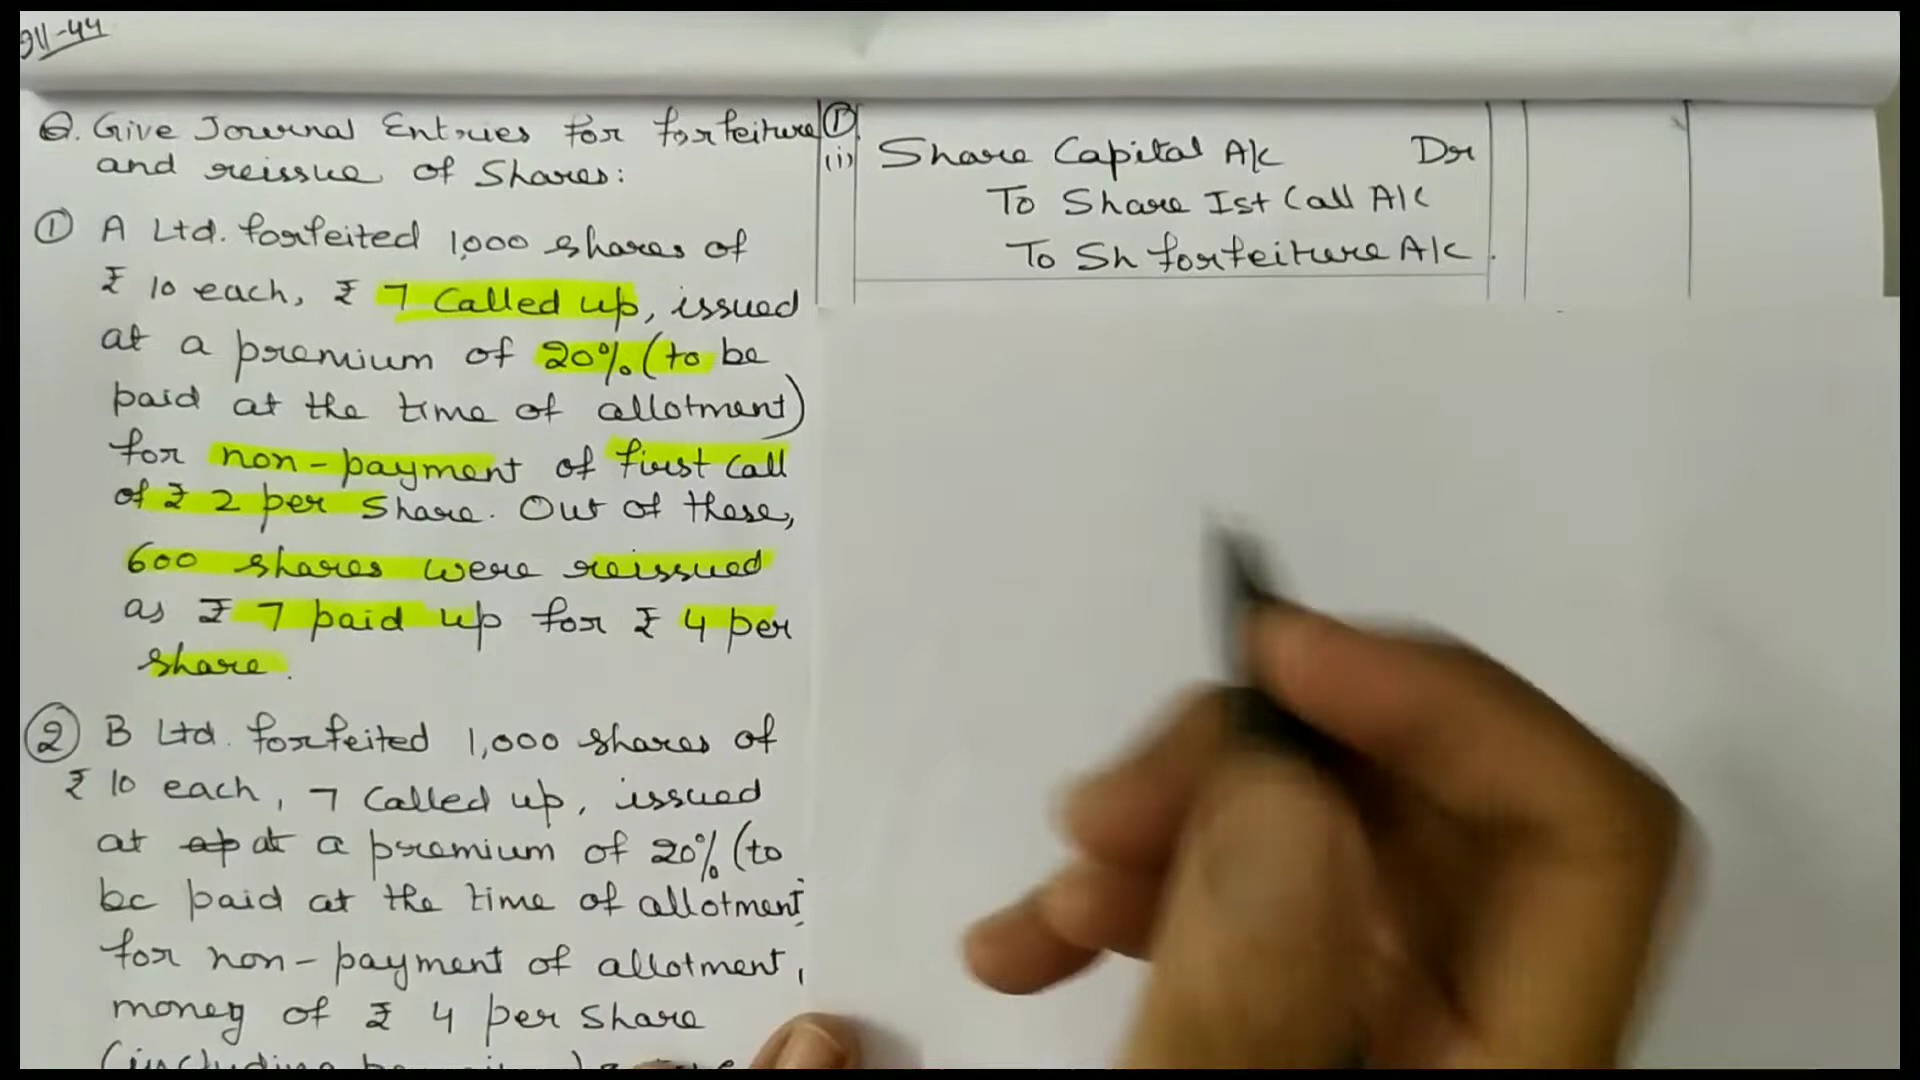 Q. Give Journal Entries for forfeiture
and reissue of Shares:
① A Ltd. forfeited 1,000 shares of
₹ 10 each, ₹ 7 Called up, issued
at a premium of 20% (to be
paid at the time of allotment)
for non-payment of first call
of ₹ 2 per Share. Out of these,
600 shares were reissued
as ₹ 7 paid up for ₹ 4 per
share.
② B Ltd. forfeited 1,000 shares of
₹ 10 each, 7 Called up, issued
at at a premium of 20% (to
be paid at the time of allotment
for non-payment of allotment,
money of ₹ 4 per Share
(including
①
(i) Share Capital A/c Dr
To Share Ist Call A/c
To Sh forfeiture A/c.